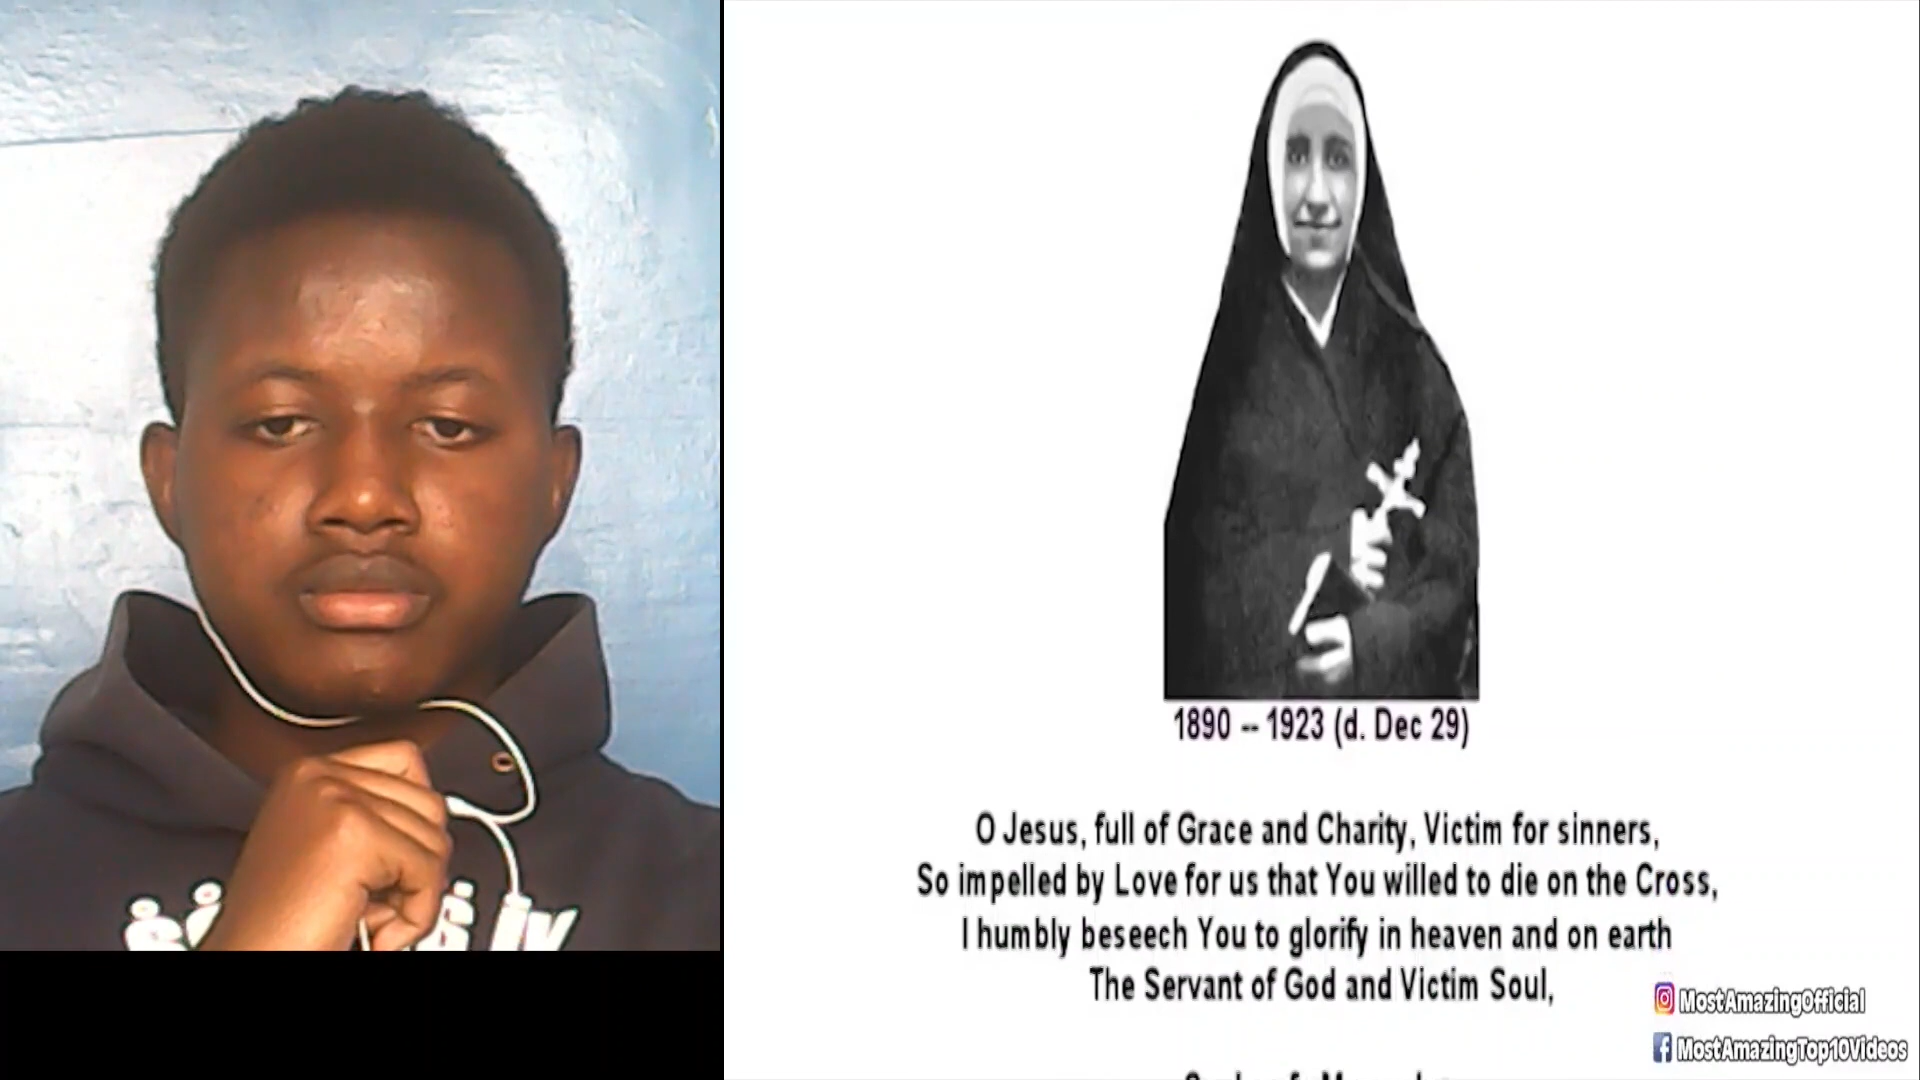 1890 -- 1923 (d. Dec 29)
O Jesus, full of Grace and Charity, Victim for sinners,
So impelled by Love for us that You willed to die on the Cross,
I humbly beseech You to glorify in heaven and on earth
The Servant of God and Victim Soul,
MostAmazingOfficial
MostAmazingTop10Videos